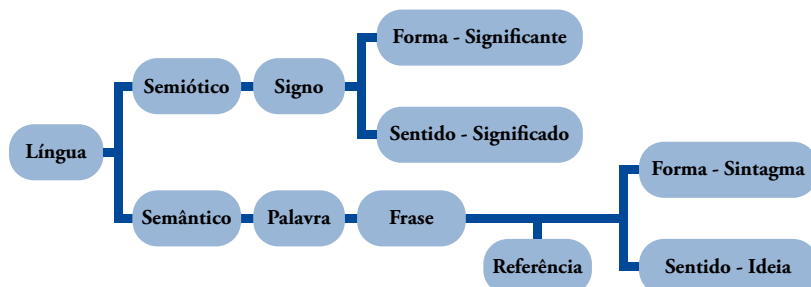 Forma - Significante
Semiótico
Signo
Sentido - Significado
Língua
Forma - Sintagma
Semântico
Palavra
Frase
Referência
Sentido - Ideia